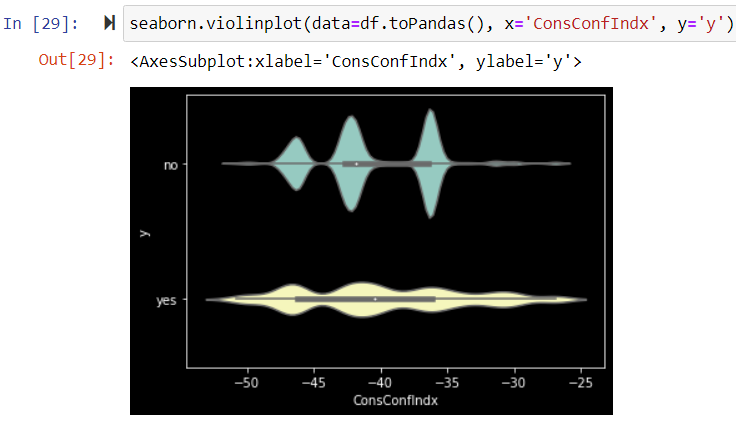 In [29]: seaborn.violinplot(data=df.toPandas(), x='ConsConfIndx', y='y')
Out[29]: <AxesSubplot:xlabel='ConsConfIndx', ylabel='y'>
no
y
yes
−50 −45 −40 −35 −30 −25
ConsConfIndx